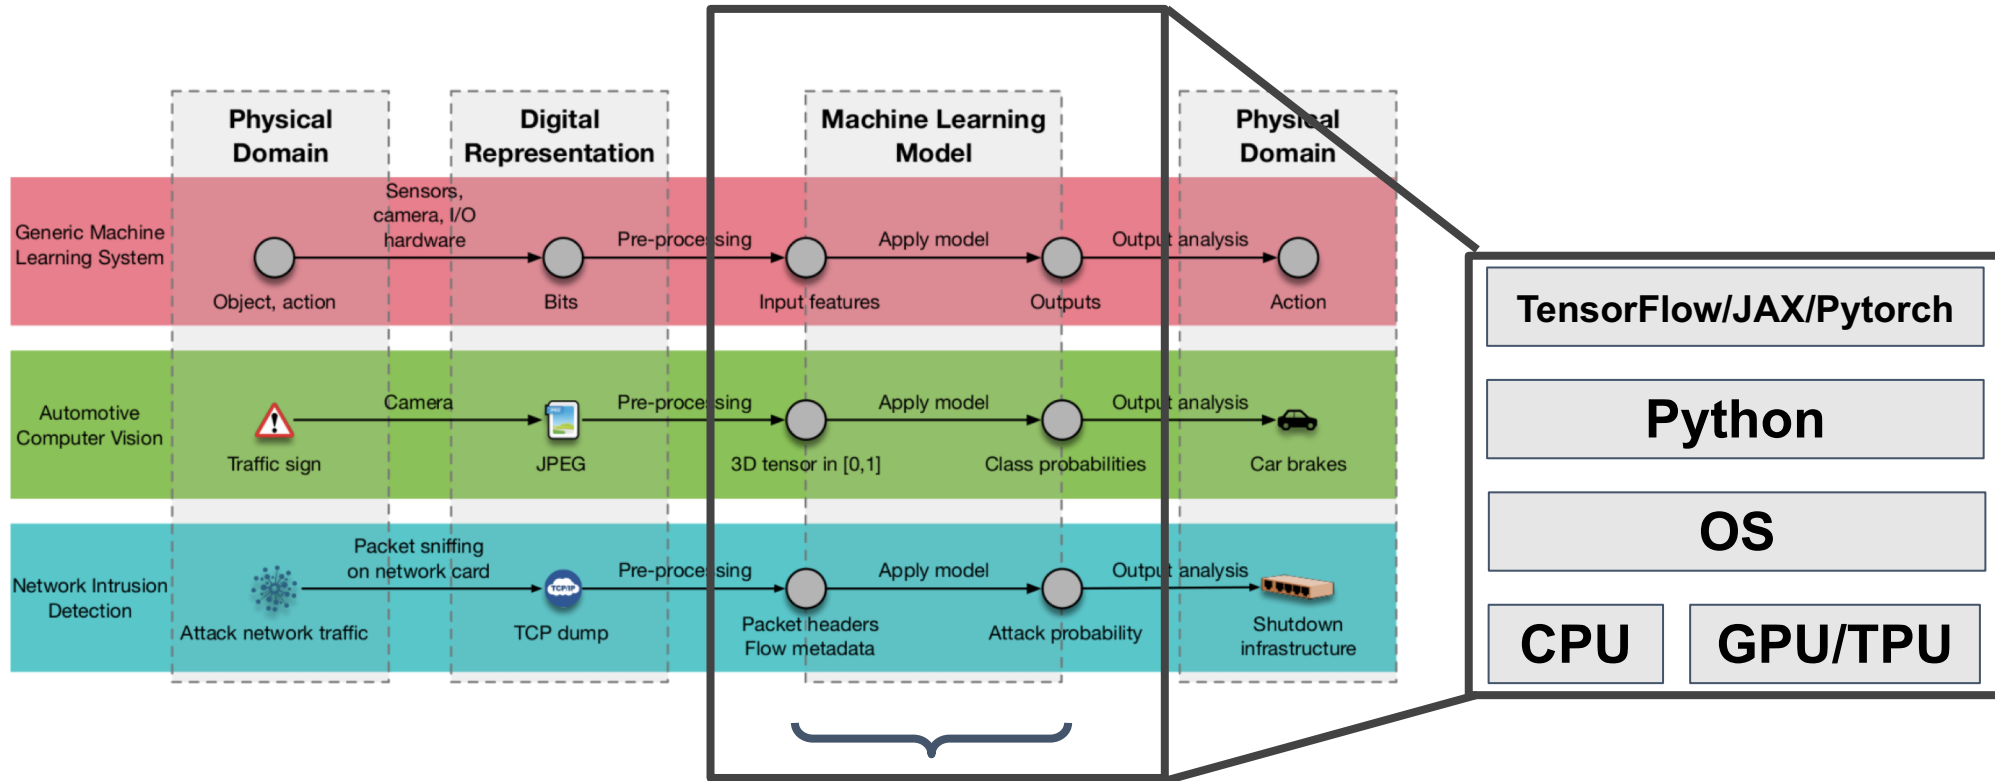 Physical
Domain
Digital
Representation
Machine Learning
Model
Physical
Domain
Generic Machine
Learning System
Sensors,
camera, I/O
hardware
Pre-processing
Apply model
Output analysis
Object, action
Bits
Input features
Outputs
Action
Automotive
Computer Vision
Camera
Pre-processing
Apply model
Output analysis
Traffic sign
JPEG
3D tensor in [0,1]
Class probabilities
Car brakes
Network Intrusion
Detection
Packet sniffing
on network card
Pre-processing
Apply model
Output analysis
TCP/IP
Attack network traffic
TCP dump
Packet headers
Flow metadata
Attack probability
Shutdown
infrastructure
TensorFlow/JAX/Pytorch
Python
OS
CPU
GPU/TPU